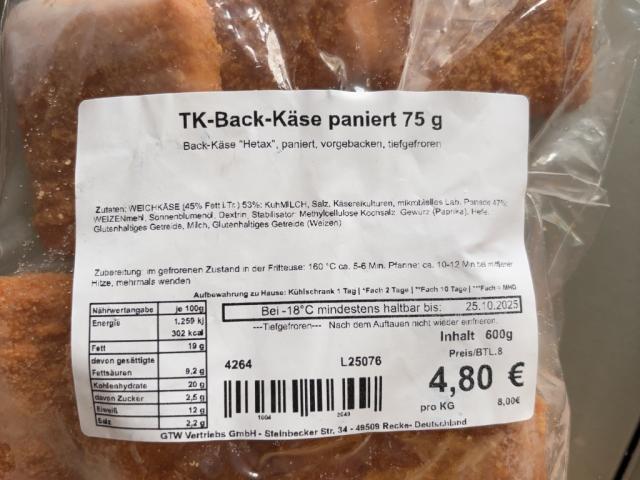 TK-Back-Käse paniert 75 g
Back-Käse "Hetax", paniert, vorgebacken, tiefgefroren
Zutaten: WEICHKÄSE (45% Fett i.Tr.) 53%: KuhMILCH, Salz, Käsereikulturen, mikrobielles Lab. Panade 47%:
WEIZENmehl, Sonnenblumenöl, Dextrin, Stabilisator: Methylcellulose Kochsalz, Gewürz (Paprika), Hefe.
Glutenhaltiges Getreide, Milch, Glutenhaltiges Getreide (Weizen)
Zubereitung: im gefrorenen Zustand in der Fritteuse: 160 °C ca. 5-6 Min. Pfanne: ca. 10-12 Min bei mittlerer
Hitze, mehrmals wenden
Aufbewahrung zu Hause: Kühlschrank 1 Tag | *Fach 2 Tage | **Fach 10 Tage | ***Fach = MHD
Bei -18°C mindestens haltbar bis: 25.10.2025
---Tiefgefroren--- Nach dem Auftauen nicht wieder einfrieren.
Nährwertangabe je 100g
Energie 1.259 kj
302 kcal
Fett 19 g
davon gesättigte
Fettsäuren 9,2 g
Kohlenhydrate 20 g
davon Zucker 2,5 g
Eiweiß 12 g
Salz 2,2 g
Inhalt 600g
Preis/BTL.8
4264 L25076
4,80 €
pro KG 8,00€
1004 2643
GTW Vertriebs GmbH - Steinbecker Str. 34 - 49509 Recke- Deutschland